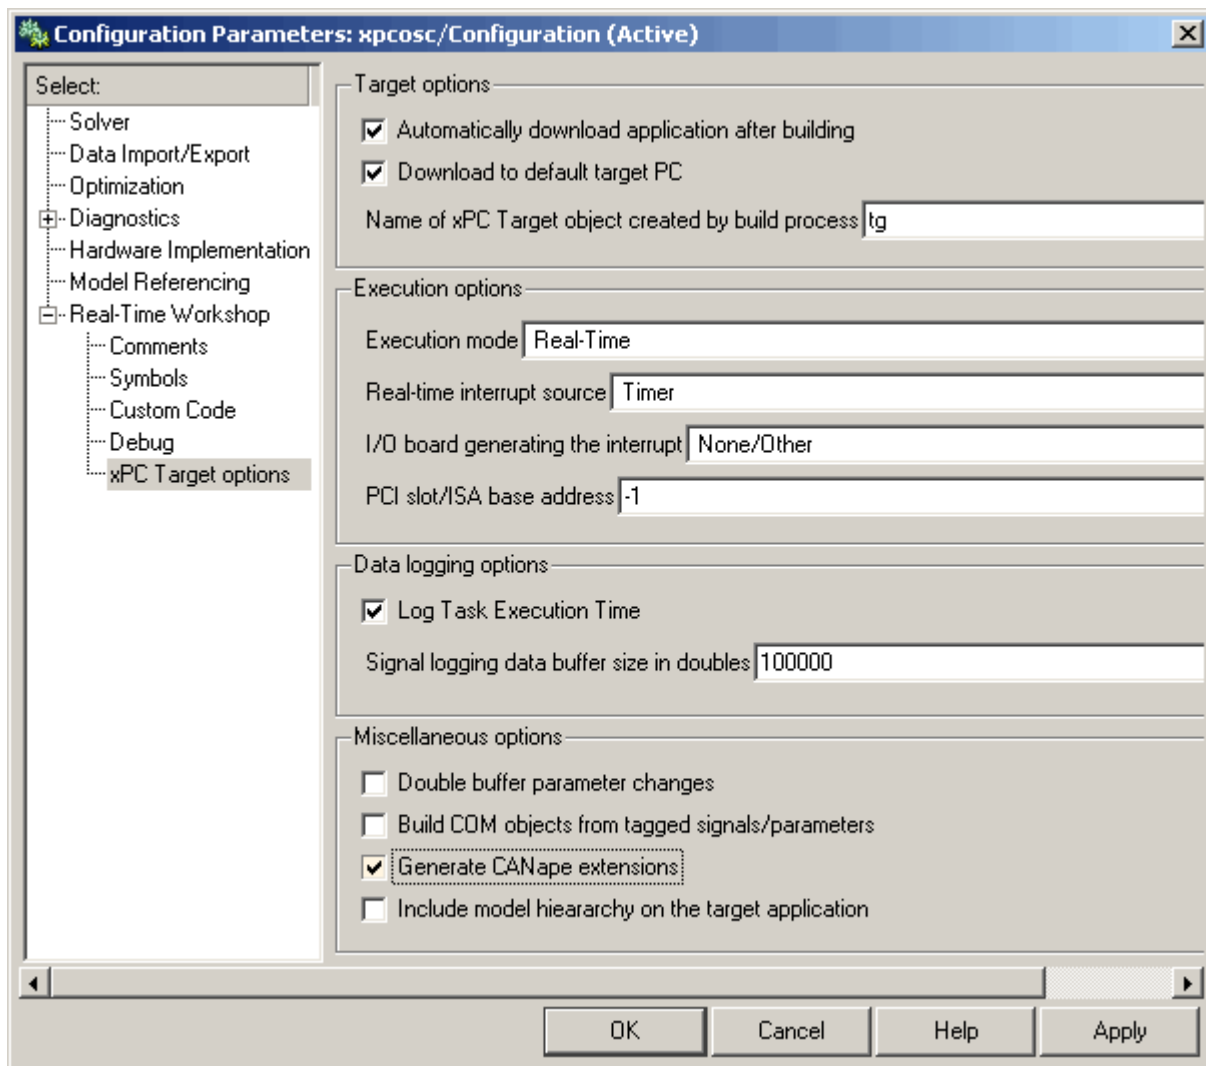 Configuration Parameters: xpcosc/Configuration (Active)
Select:
Solver
Data Import/Export
Optimization
Diagnostics
Hardware Implementation
Model Referencing
Real-Time Workshop
Comments
Symbols
Custom Code
Debug
xPC Target options
Target options
Automatically download application after building
Download to default target PC
Name of xPC Target object created by build process tg
Execution options
Execution mode Real-Time
Real-time interrupt source Timer
I/O board generating the interrupt None/Other
PCI slot/ISA base address -1
Data logging options
Log Task Execution Time
Signal logging data buffer size in doubles 100000
Miscellaneous options
Double buffer parameter changes
Build COM objects from tagged signals/parameters
Generate CANape extensions
Include model hieararchy on the target application
OK Cancel Help Apply